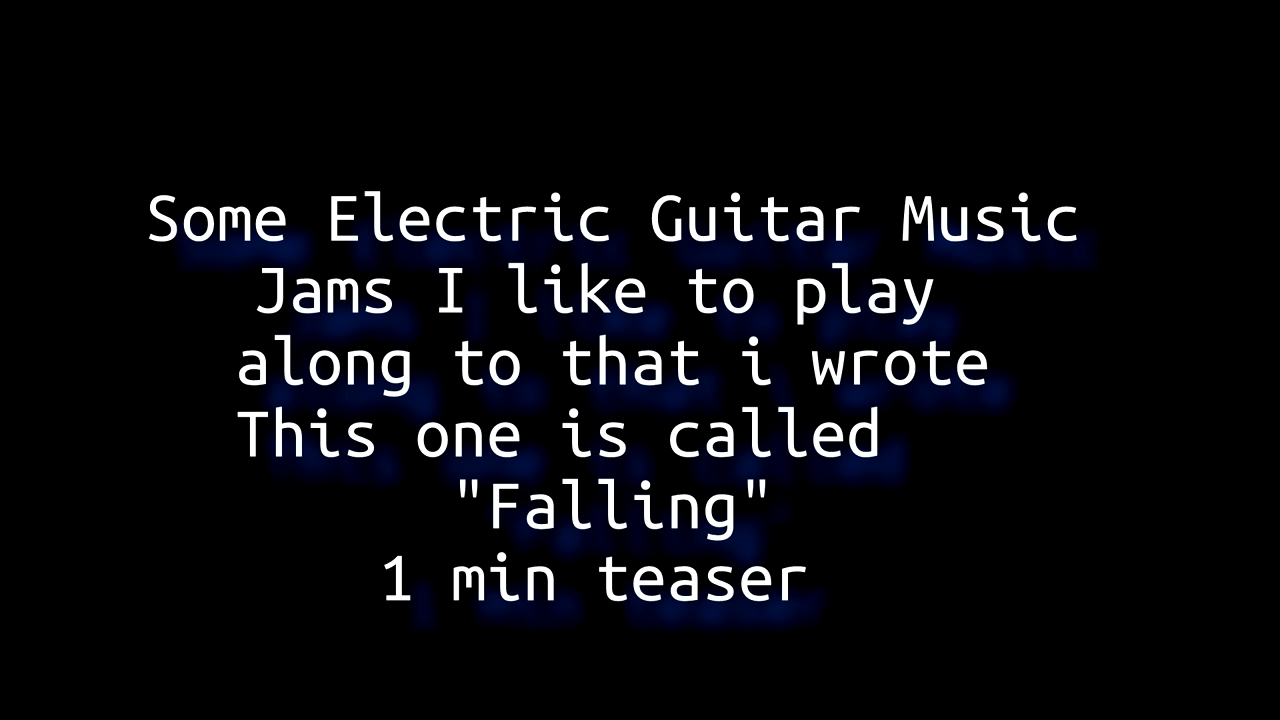 Some Electric Guitar Music
Jams I like to play
along to that i wrote
This one is called
"Falling"
1 min teaser